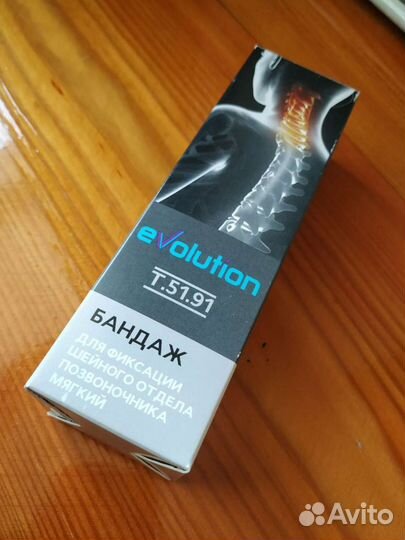 evolution
Т.51.91
БАНДАЖ
ДЛЯ ФИКСАЦИИ
ШЕЙНОГО ОТДЕЛА
ПОЗВОНОЧНИКА
МЯГКИЙ
Avito